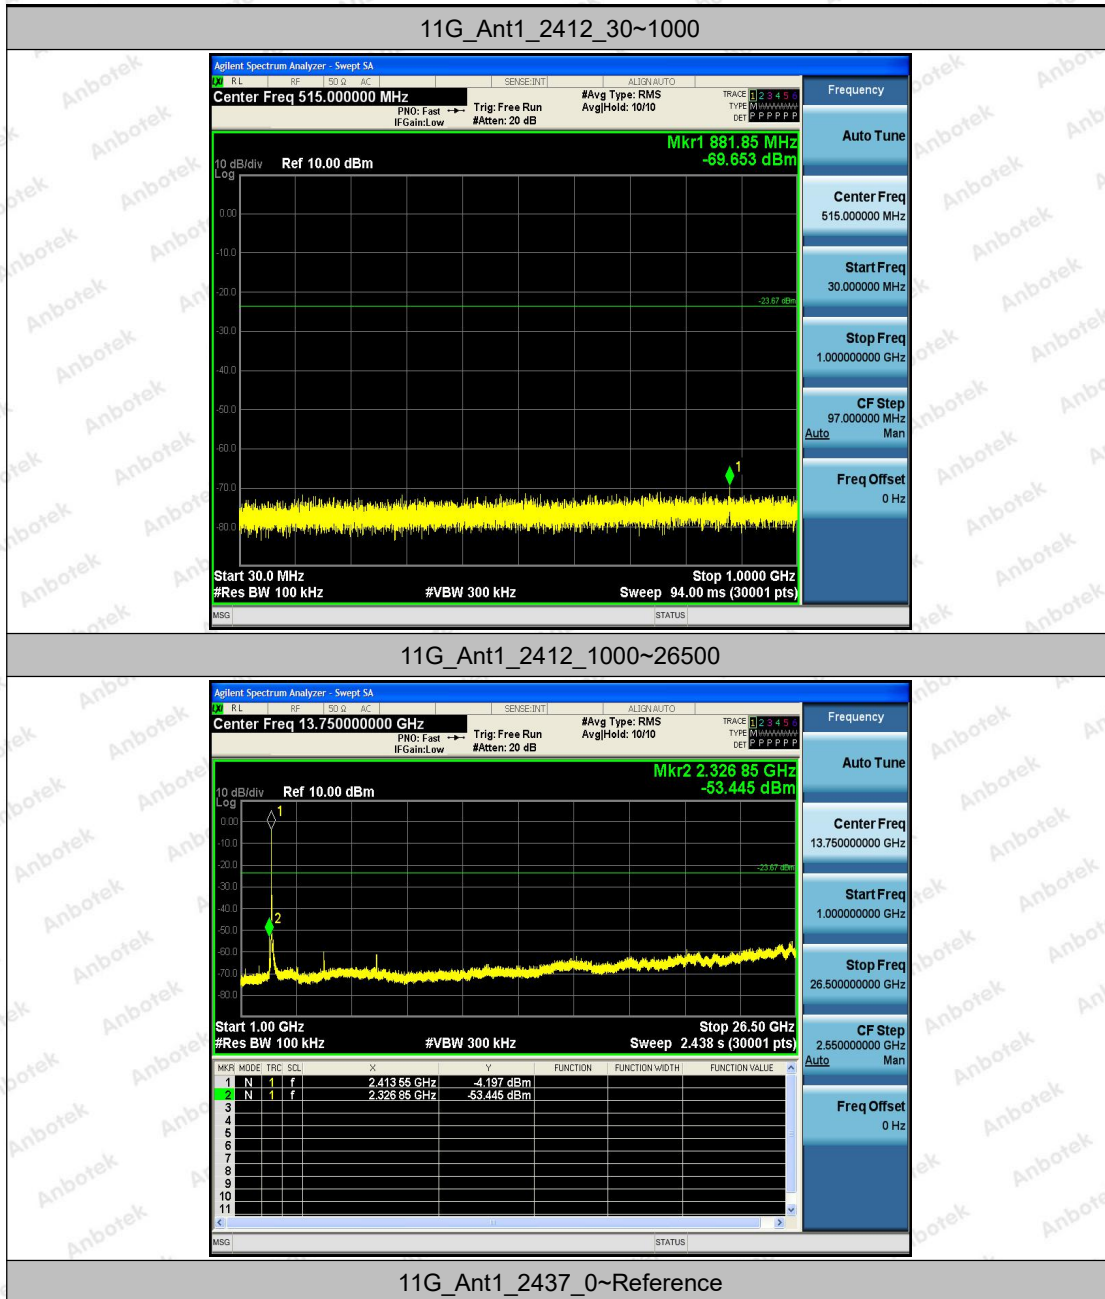 11G_Ant1_2412_30~1000
Agilent Spectrum Analyzer - Swept SA
RL RF 50 Ω AC SENSE:INT ALIGN AUTO
Center Freq 515.000000 MHz
PNO: Fast
IFGain:Low
Trig: Free Run
#Atten: 20 dB
#Avg Type: RMS
Avg|Hold: 10/10
TRACE 1 2 3 4 5 6
TYPE M
DET P P P P P P
Mkr1 881.85 MHz
-69.653 dBm
10 dB/div
Log
Ref 10.00 dBm
0.00
-10.0
-20.0
-23.67 dBm
-30.0
-40.0
-50.0
-60.0
1
-70.0
-80.0
Start 30.0 MHz
Stop 1.0000 GHz
#Res BW 100 kHz
#VBW 300 kHz
Sweep 94.00 ms (30001 pts)
MSG
STATUS
Frequency
Auto Tune
Center Freq
515.000000 MHz
Start Freq
30.000000 MHz
Stop Freq
1.000000000 GHz
CF Step
97.000000 MHz
Auto Man
Freq Offset
0 Hz
11G_Ant1_2412_1000~26500
Agilent Spectrum Analyzer - Swept SA
RL RF 50 Ω AC SENSE:INT ALIGN AUTO
Center Freq 13.750000000 GHz
PNO: Fast
IFGain:Low
Trig: Free Run
#Atten: 20 dB
#Avg Type: RMS
Avg|Hold: 10/10
TRACE 1 2 3 4 5 6
TYPE M
DET P P P P P P
Mkr2 2.326 85 GHz
-53.445 dBm
10 dB/div
Log
Ref 10.00 dBm
1
0.00
-10.0
-20.0
-23.67 dBm
-30.0
-40.0
2
-50.0
-60.0
-70.0
-80.0
Start 1.00 GHz
Stop 26.50 GHz
#Res BW 100 kHz
#VBW 300 kHz
Sweep 2.438 s (30001 pts)
MKR MODE TRC SCL X Y FUNCTION FUNCTION WIDTH FUNCTION VALUE
1 N 1 f 2.413 55 GHz -4.197 dBm
2 N 1 f 2.326 85 GHz -53.445 dBm
3
4
5
6
7
8
9
10
11
MSG
STATUS
Frequency
Auto Tune
Center Freq
13.750000000 GHz
Start Freq
1.000000000 GHz
Stop Freq
26.500000000 GHz
CF Step
2.550000000 GHz
Auto Man
Freq Offset
0 Hz
11G_Ant1_2437_0~Reference
Anbotek